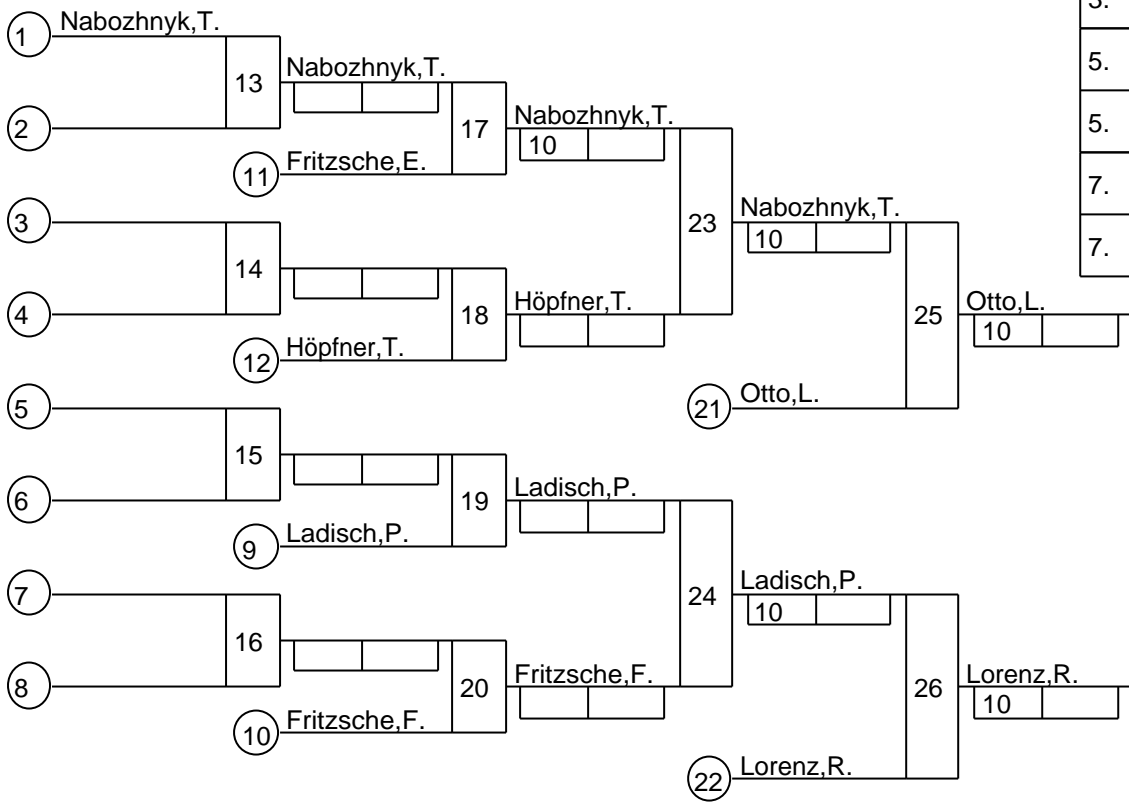 3.
1 Nabozhnyk,T.
13 Nabozhnyk,T.
5.
2
17 Nabozhnyk,T.
10
5.
11 Fritzsche,E.
7.
3
23 Nabozhnyk,T.
10
7.
14
4
18 Höpfner,T.
25 Otto,L.
10
12 Höpfner,T.
21 Otto,L.
5
15
6
19 Ladisch,P.
9 Ladisch,P.
7
24 Ladisch,P.
10
16
8
20 Fritzsche,F.
26 Lorenz,R.
10
10 Fritzsche,F.
22 Lorenz,R.